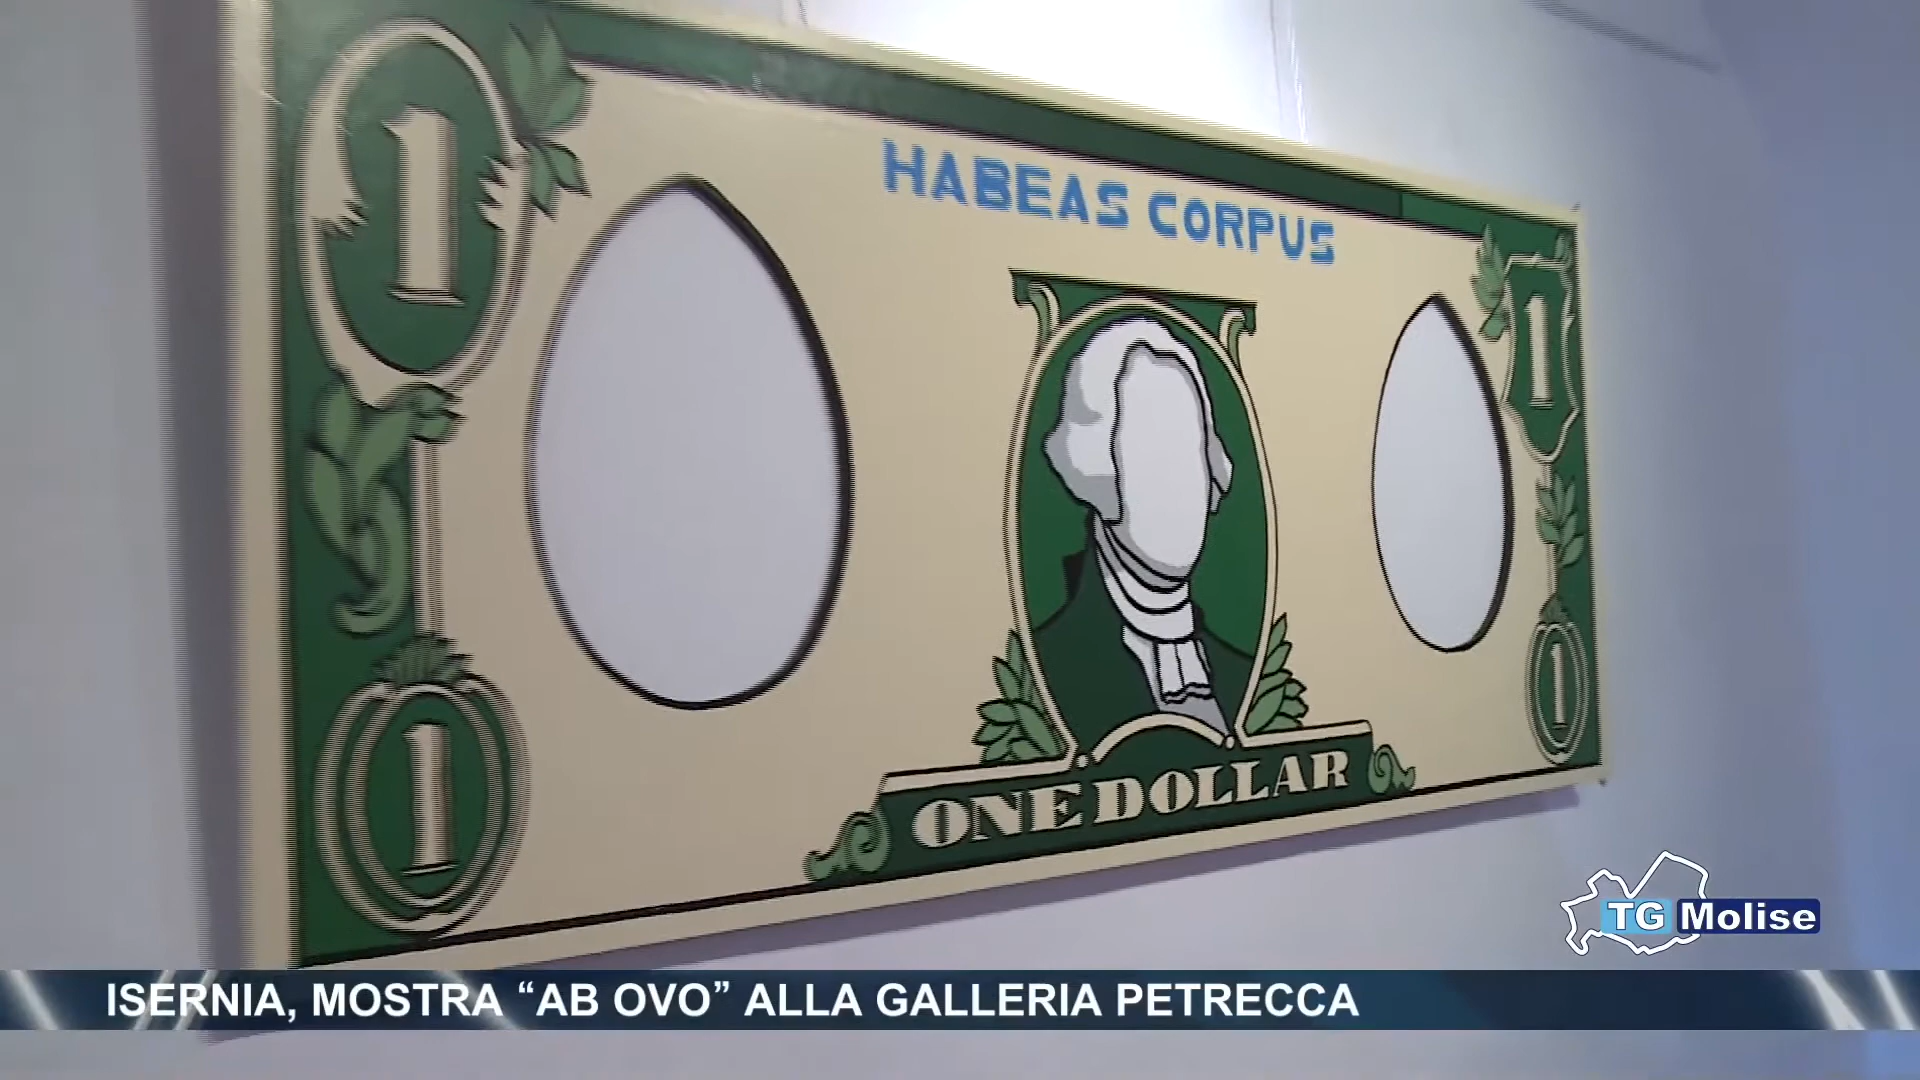 1
HABEAS CORPUS
1
1
1
ONE DOLLAR
TG Molise
ISERNIA, MOSTRA “AB OVO” ALLA GALLERIA PETRECCA